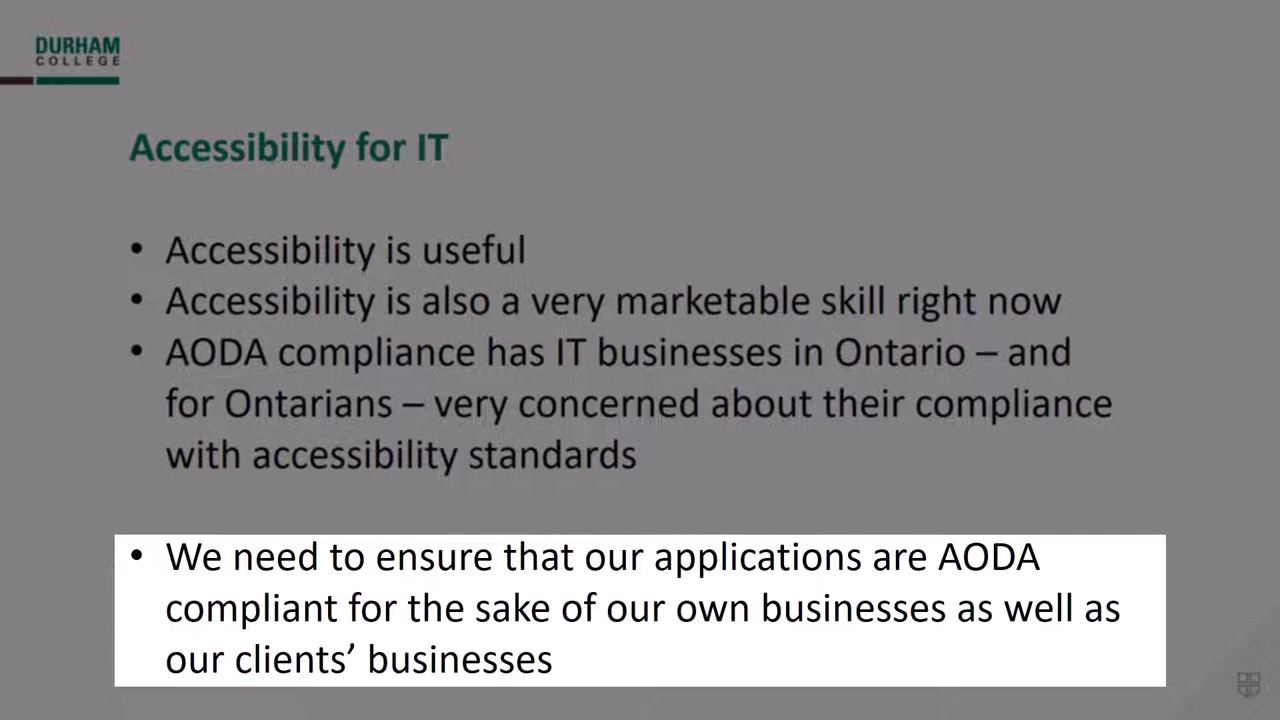 DURHAM
COLLEGE
Accessibility for IT
• Accessibility is useful
• Accessibility is also a very marketable skill right now
• AODA compliance has IT businesses in Ontario – and
for Ontarians – very concerned about their compliance
with accessibility standards
• We need to ensure that our applications are AODA
compliant for the sake of our own businesses as well as
our clients’ businesses